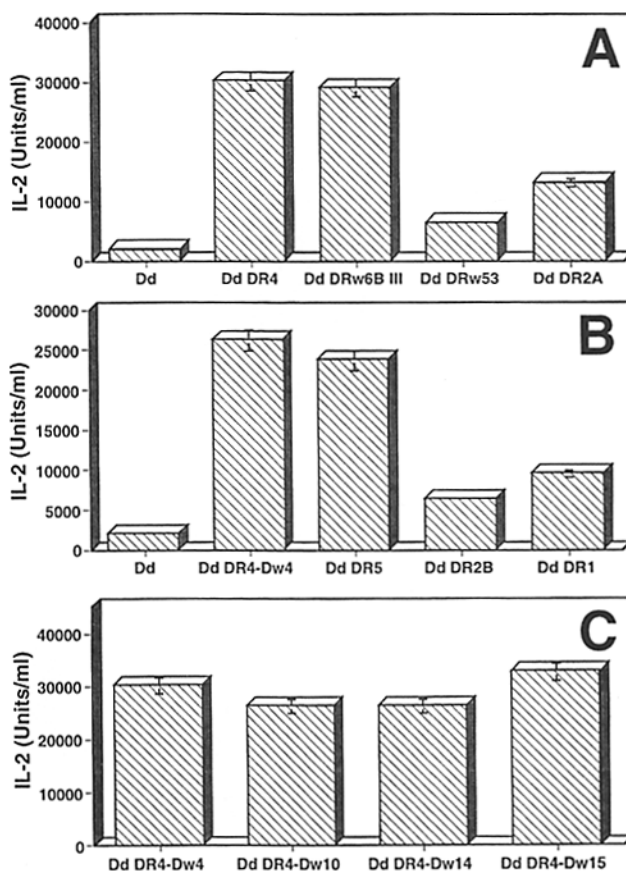 A
IL-2 (Units/ml)
40000
30000
20000
10000
0
Dd Dd DR4 Dd DRw6B III Dd DRw53 Dd DR2A
B
IL-2 (Units/ml)
30000
25000
20000
15000
10000
5000
0
Dd Dd DR4-Dw4 Dd DR5 Dd DR2B Dd DR1
C
IL-2 (Units/ml)
40000
30000
20000
10000
0
Dd DR4-Dw4 Dd DR4-Dw10 Dd DR4-Dw14 Dd DR4-Dw15